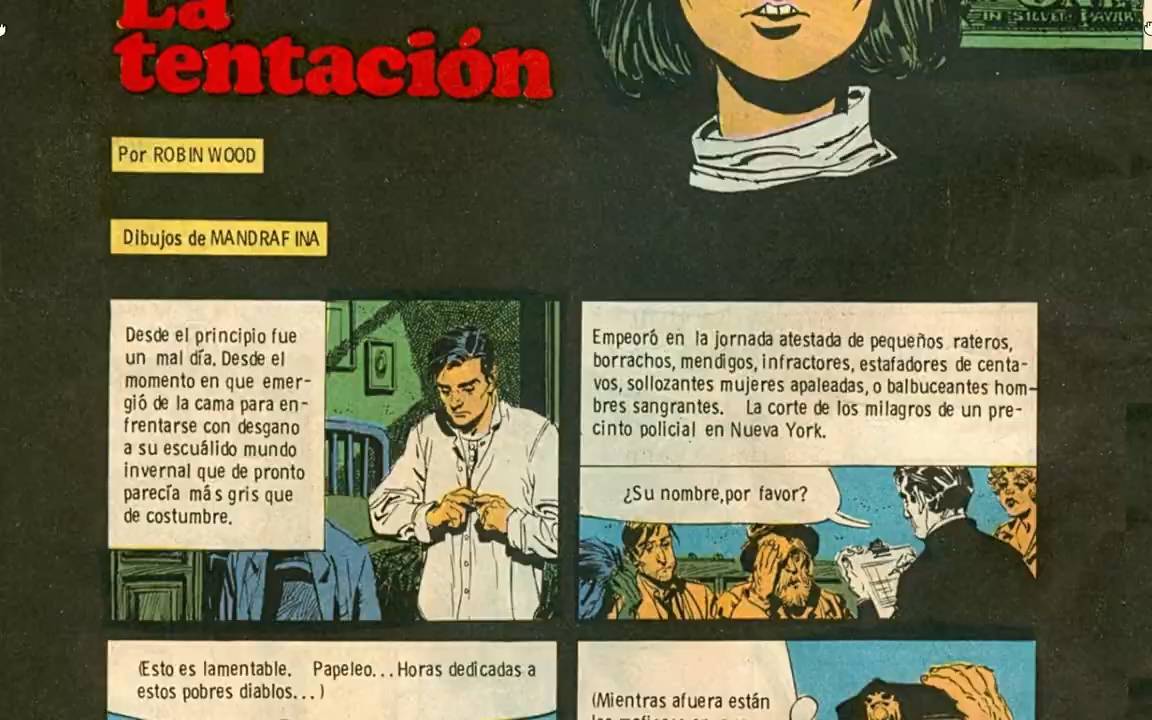 La
tentación
IN SILVER PAYAB
Por ROBIN WOOD
Dibujos de MANDRAFINA
Desde el principio fue
un mal día. Desde el
momento en que emer-
gió de la cama para en-
frentarse con desgano
a su escuálido mundo
invernal que de pronto
parecía más gris que
de costumbre.
Empeoró en la jornada atestada de pequeños rateros,
borrachos, mendigos, infractores, estafadores de centa-
vos, sollozantes mujeres apaleadas, o balbuceantes hom-
bres sangrantes. La corte de los milagros de un pre-
cinto policial en Nueva York.
¿Su nombre, por favor?
(Esto es lamentable. Papeleo... Horas dedicadas a
estos pobres diablos...)
(Mientras afuera están